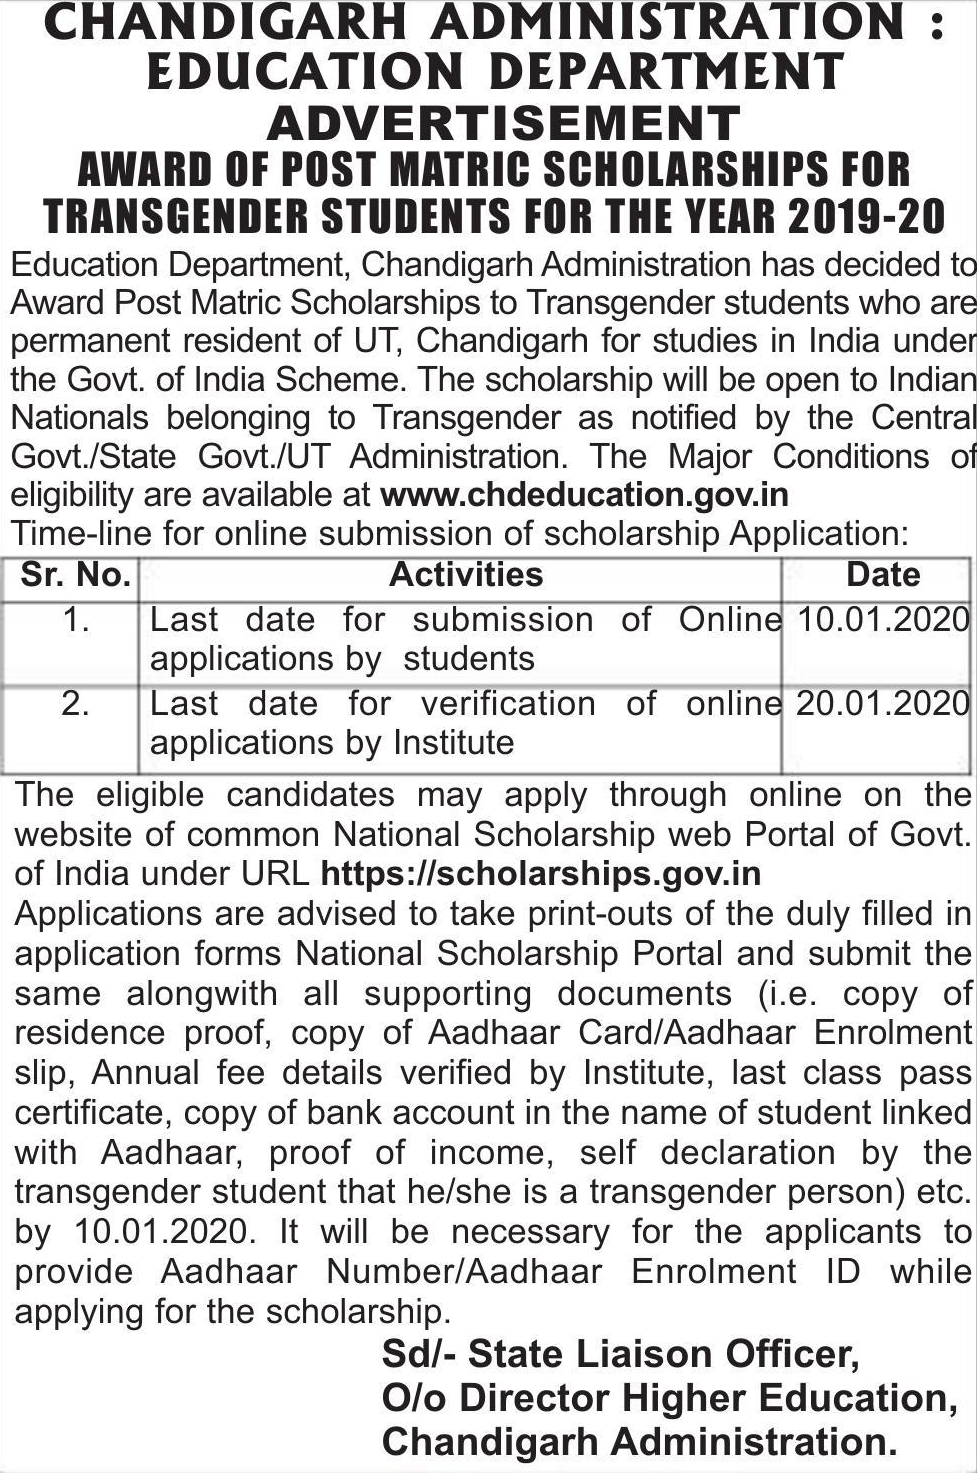 CHANDIGARH ADMINISTRATION :
EDUCATION DEPARTMENT
ADVERTISEMENT
AWARD OF POST MATRIC SCHOLARSHIPS FOR
TRANSGENDER STUDENTS FOR THE YEAR 2019-20
Education Department, Chandigarh Administration has decided to
Award Post Matric Scholarships to Transgender students who are
permanent resident of UT, Chandigarh for studies in India under
the Govt. of India Scheme. The scholarship will be open to Indian
Nationals belonging to Transgender as notified by the Central
Govt./State Govt./UT Administration. The Major Conditions of
eligibility are available at www.chdeducation.gov.in
Time-line for online submission of scholarship Application:
Sr. No. Activities Date
1. Last date for submission of Online 10.01.2020
applications by students
2. Last date for verification of online 20.01.2020
applications by Institute
The eligible candidates may apply through online on the
website of common National Scholarship web Portal of Govt.
of India under URL https://scholarships.gov.in
Applications are advised to take print-outs of the duly filled in
application forms National Scholarship Portal and submit the
same alongwith all supporting documents (i.e. copy of
residence proof, copy of Aadhaar Card/Aadhaar Enrolment
slip, Annual fee details verified by Institute, last class pass
certificate, copy of bank account in the name of student linked
with Aadhaar, proof of income, self declaration by the
transgender student that he/she is a transgender person) etc.
by 10.01.2020. It will be necessary for the applicants to
provide Aadhaar Number/Aadhaar Enrolment ID while
applying for the scholarship.
Sd/- State Liaison Officer,
O/o Director Higher Education,
Chandigarh Administration.